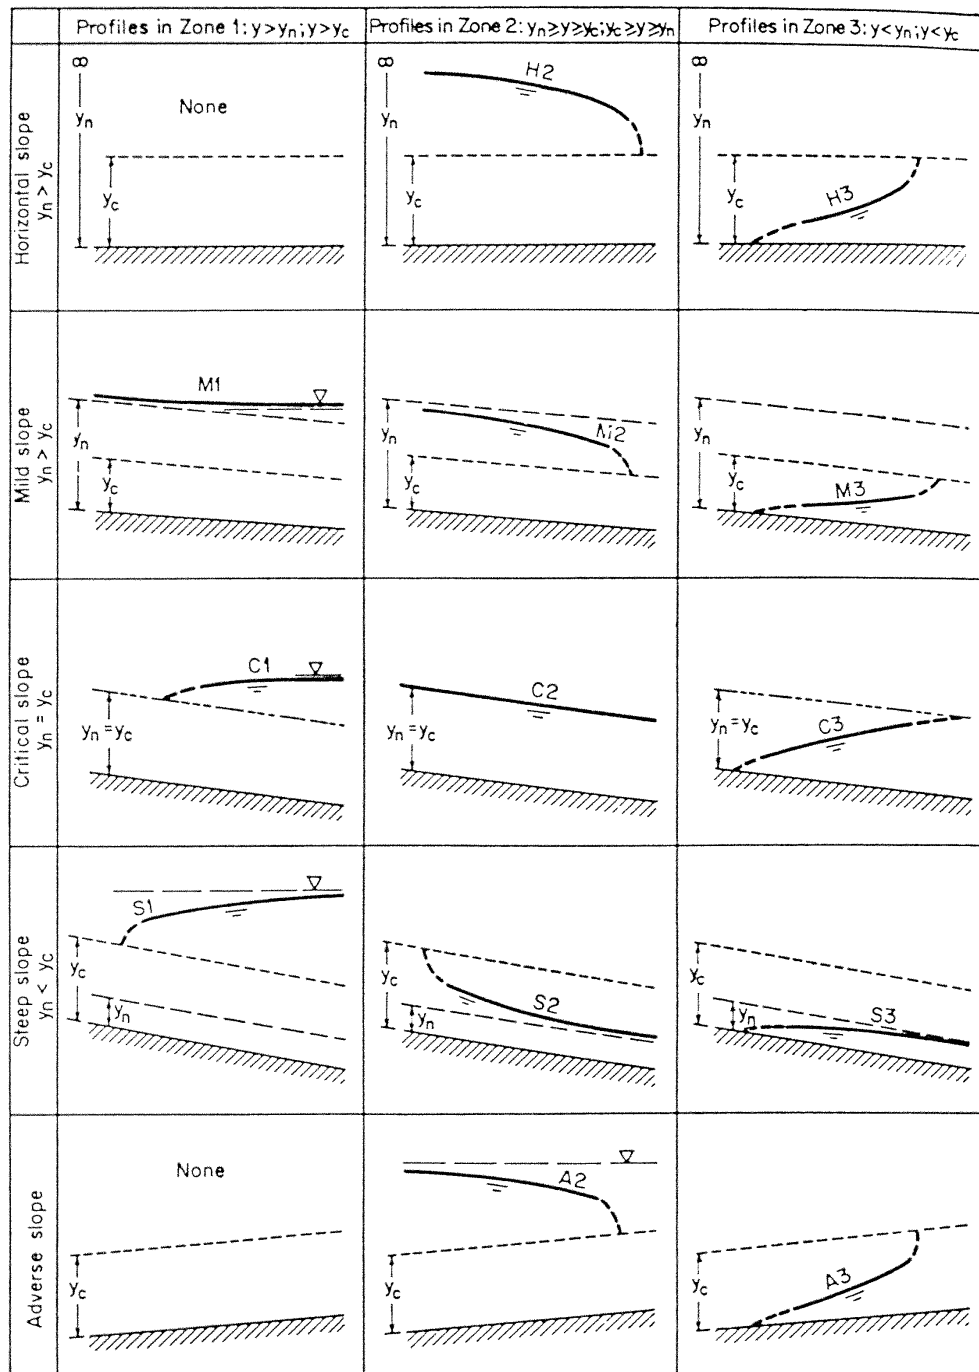 Profiles in Zone 1: y>yn; y>yc
Profiles in Zone 2: yn≥y≥yc; yc≥y≥yn
Profiles in Zone 3: y<yn; y<yc
Horizontal slope
yn > yc
∞
yn
None
yc
∞
yn
H2
yc
∞
yn
yc
H3
Mild slope
yn > yc
M1
yn
yc
M2
yn
yc
yn
yc
M3
Critical slope
yn = yc
C1
yn = yc
C2
yn = yc
yn = yc
C3
Steep slope
yn < yc
S1
yc
yn
yc
S2
yn
yc
yn
S3
Adverse slope
None
yc
A2
yc
yc
A3